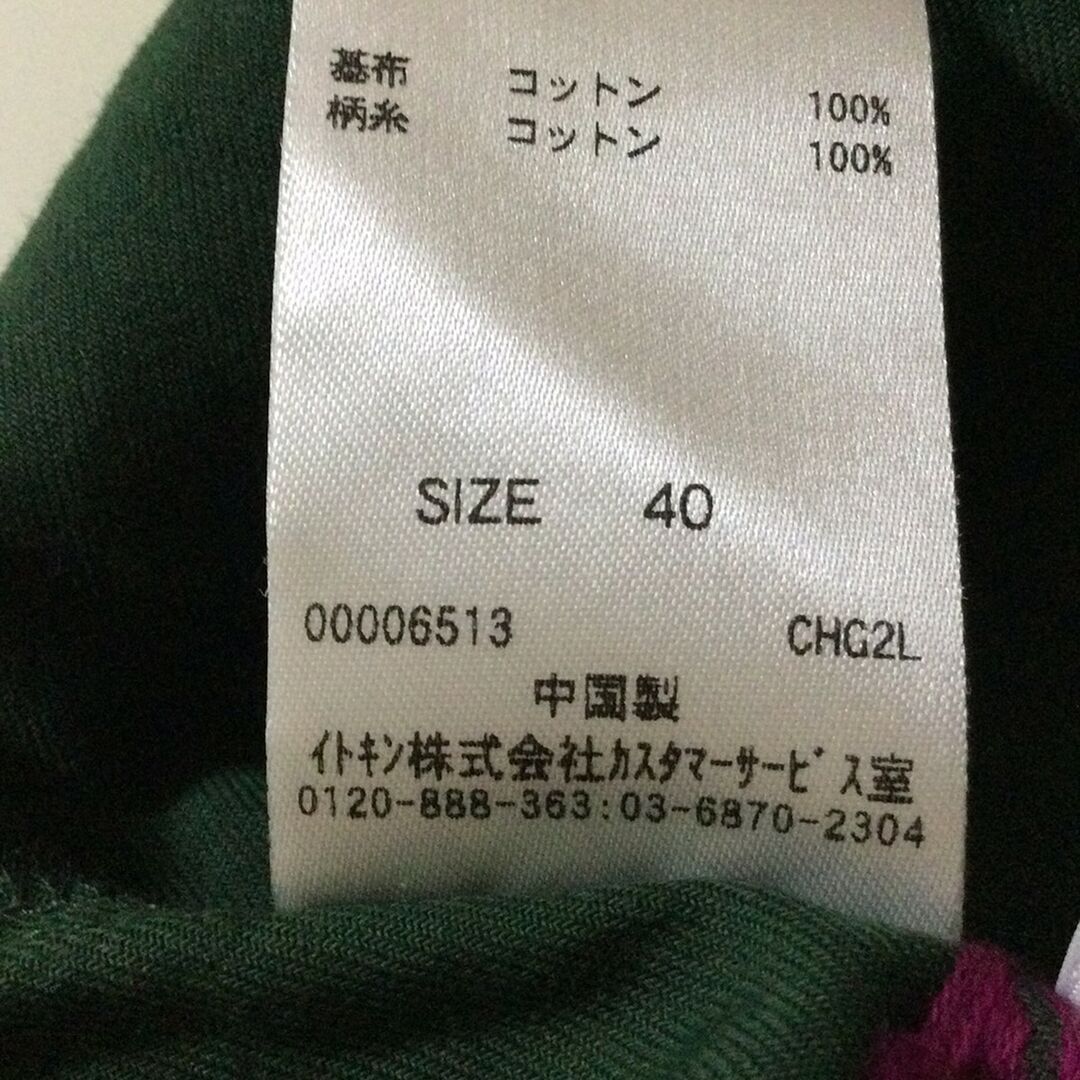 基布 コットン 100%
柄糸 コットン 100%
SIZE 40
00006513 CHG2L
中国製
イトキン株式会社カスタマーサービス室
0120-888-363:03-6870-2304